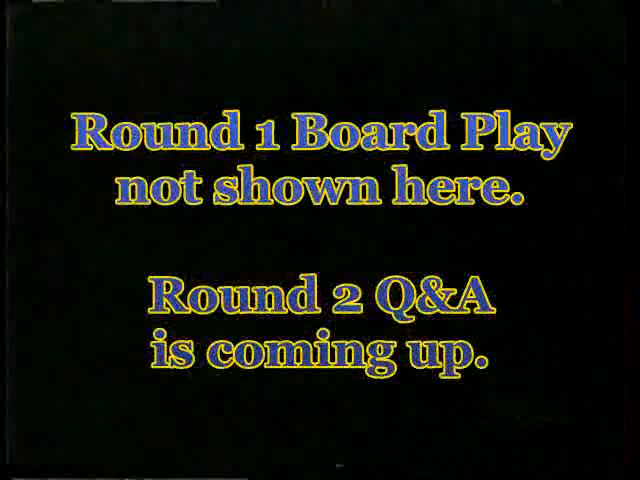 Round 1 Board Play
not shown here.
Round 2 Q&A
is coming up.